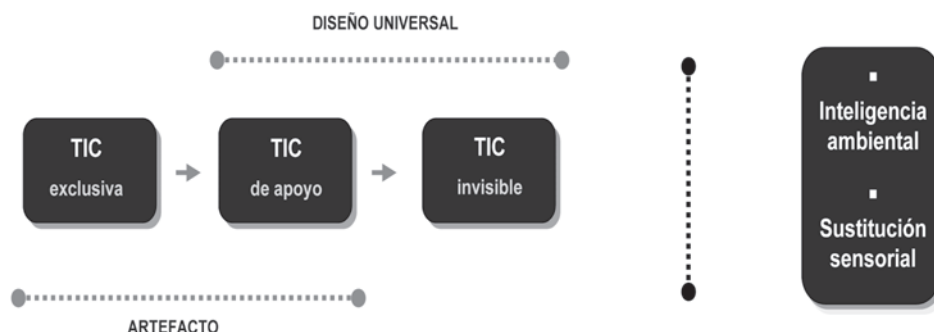 DISEÑO UNIVERSAL
TIC
exclusiva
TIC
de apoyo
TIC
invisible
ARTEFACTO
Inteligencia
ambiental
Sustitución
sensorial